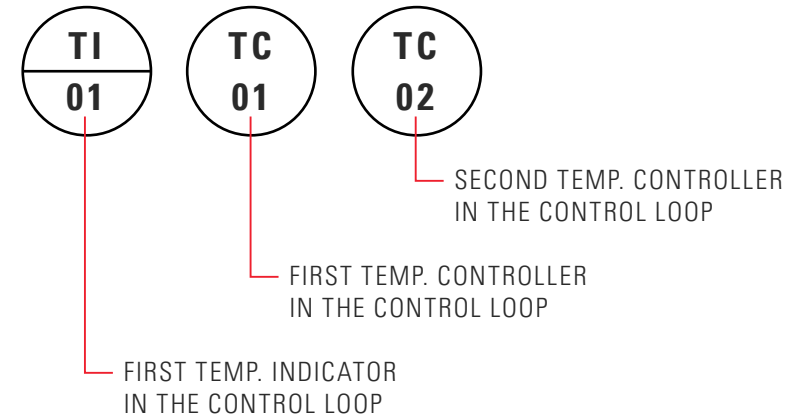 TI
01
TC
01
TC
02
SECOND TEMP. CONTROLLER
IN THE CONTROL LOOP
FIRST TEMP. CONTROLLER
IN THE CONTROL LOOP
FIRST TEMP. INDICATOR
IN THE CONTROL LOOP